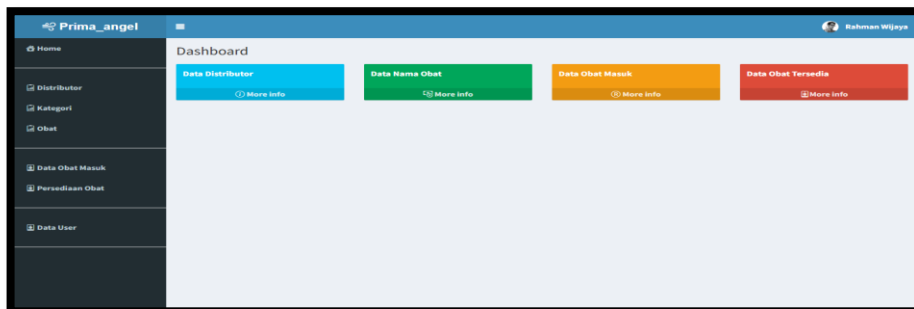 Prima_angel
Rahman Wijaya
Home
Distributor
Kategori
Obat
Data Obat Masuk
Persediaan Obat
Data User
Dashboard
Data Distributor
More info
Data Nama Obat
More info
Data Obat Masuk
More info
Data Obat Tersedia
More info